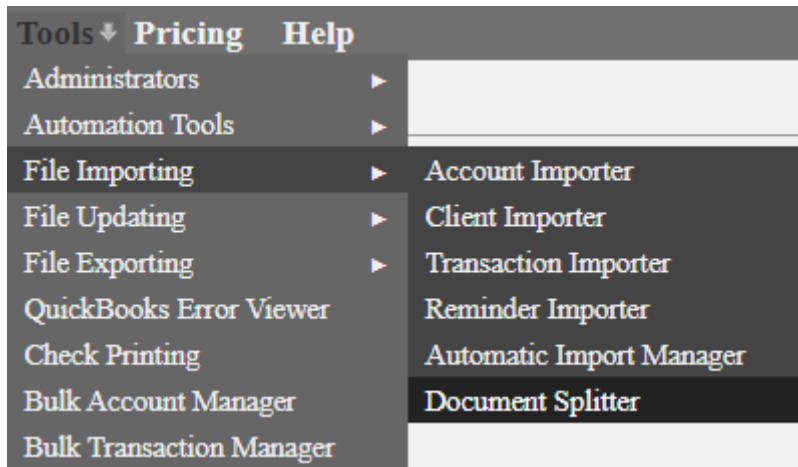 Tools Pricing Help
Administrators
Automation Tools
File Importing
File Updating
File Exporting
QuickBooks Error Viewer
Check Printing
Bulk Account Manager
Bulk Transaction Manager
Account Importer
Client Importer
Transaction Importer
Reminder Importer
Automatic Import Manager
Document Splitter